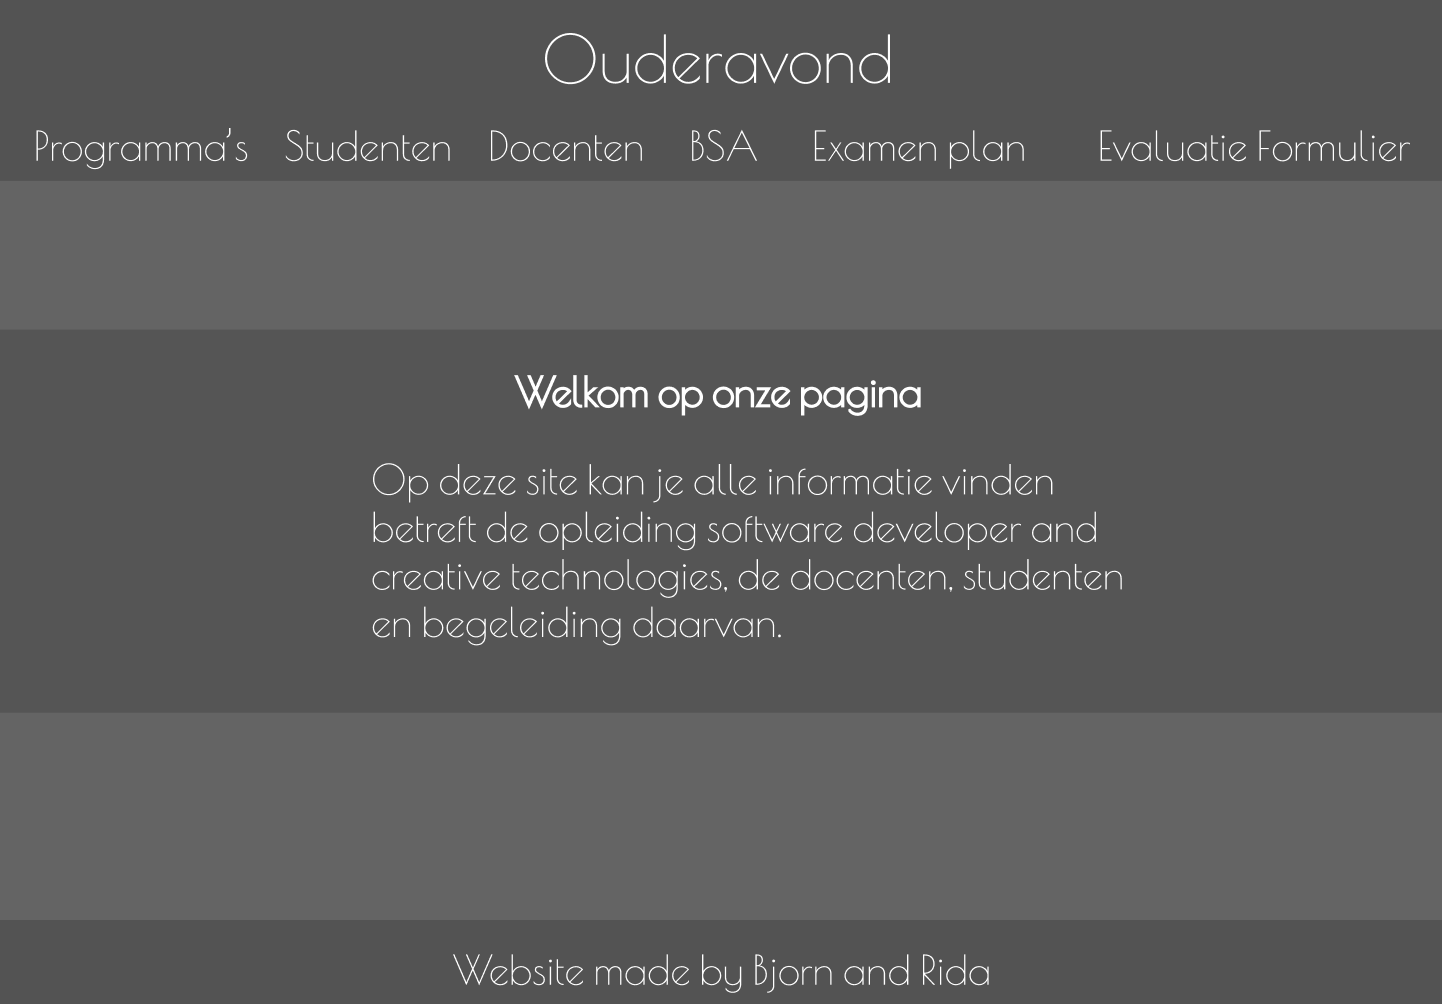 Ouderavond
Programma's Studenten Docenten BSA Examen plan Evaluatie Formulier
Welkom op onze pagina
Op deze site kan je alle informatie vinden
betreft de opleiding software developer and
creative technologies, de docenten, studenten
en begeleiding daarvan.
Website made by Bjorn and Rida